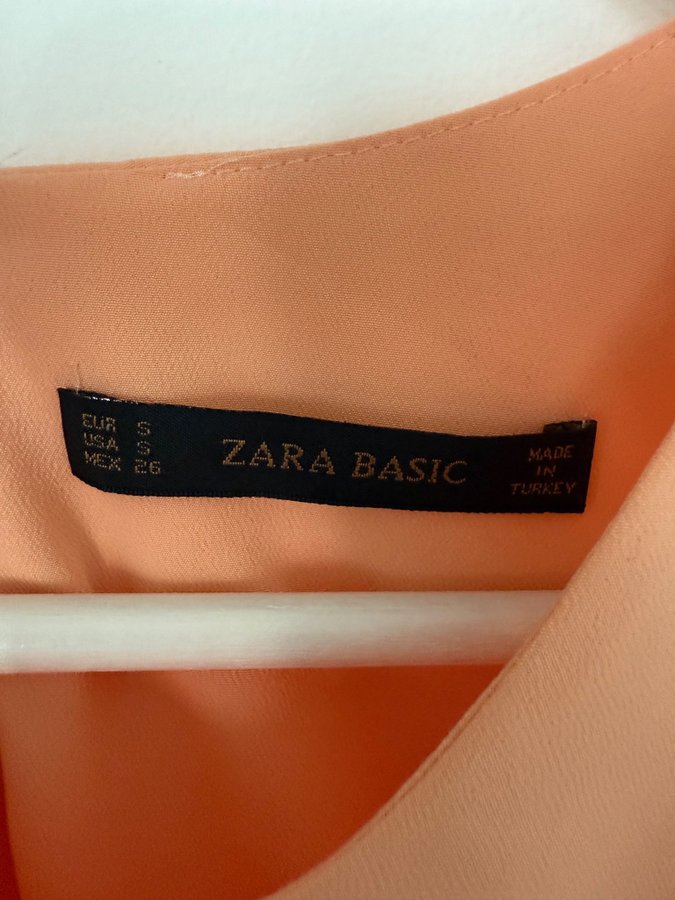 EUR S
USA S
MEX 26
ZARA BASIC
MADE
IN
TURKEY